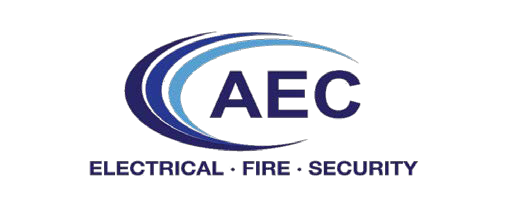 AEC
ELECTRICAL · FIRE · SECURITY